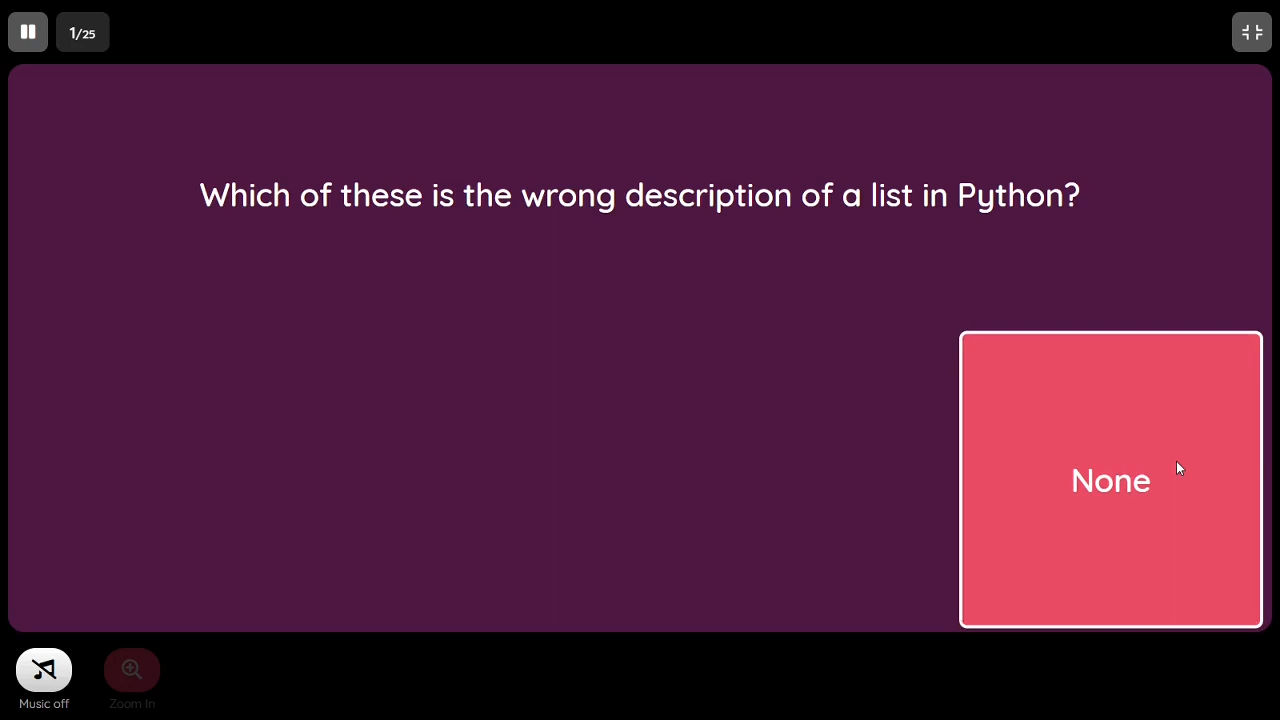 1/25
Which of these is the wrong description of a list in Python?
None
Music off
Zoom In